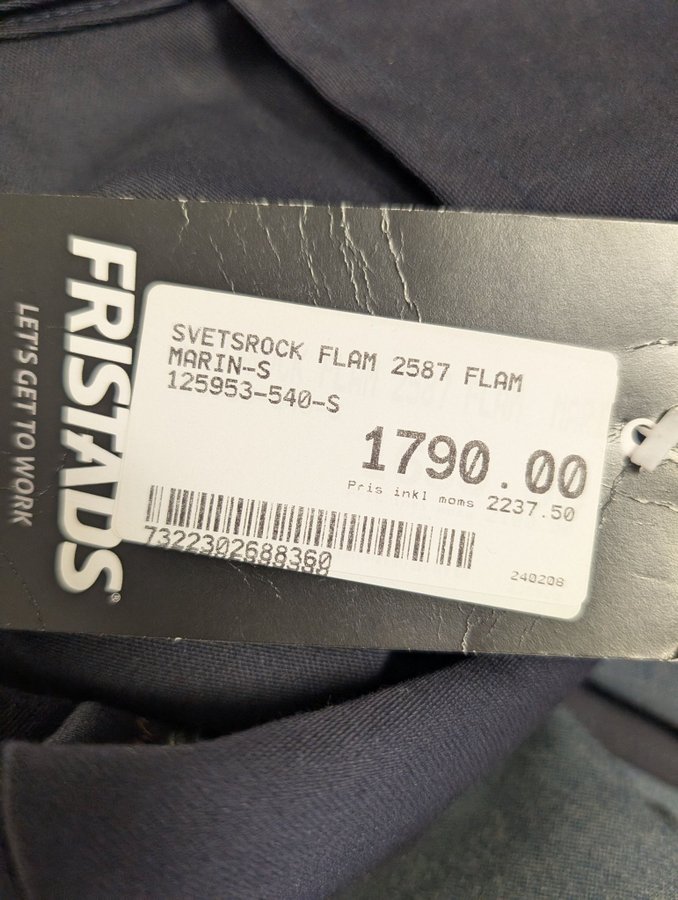 FRISTADS®
LET'S GET TO WORK
SVETSROCK FLAM 2587 FLAM
MARIN-S
125953-540-S
1790.00
Pris inkl moms 2237.50
7322302688360
240208